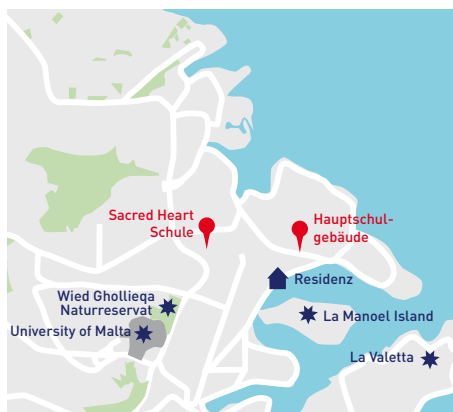 Sacred Heart
Schule
Hauptschul-
gebäude
Residenz
Wied Ghollieqa
Naturreservat
La Manoel Island
University of Malta
La Valetta